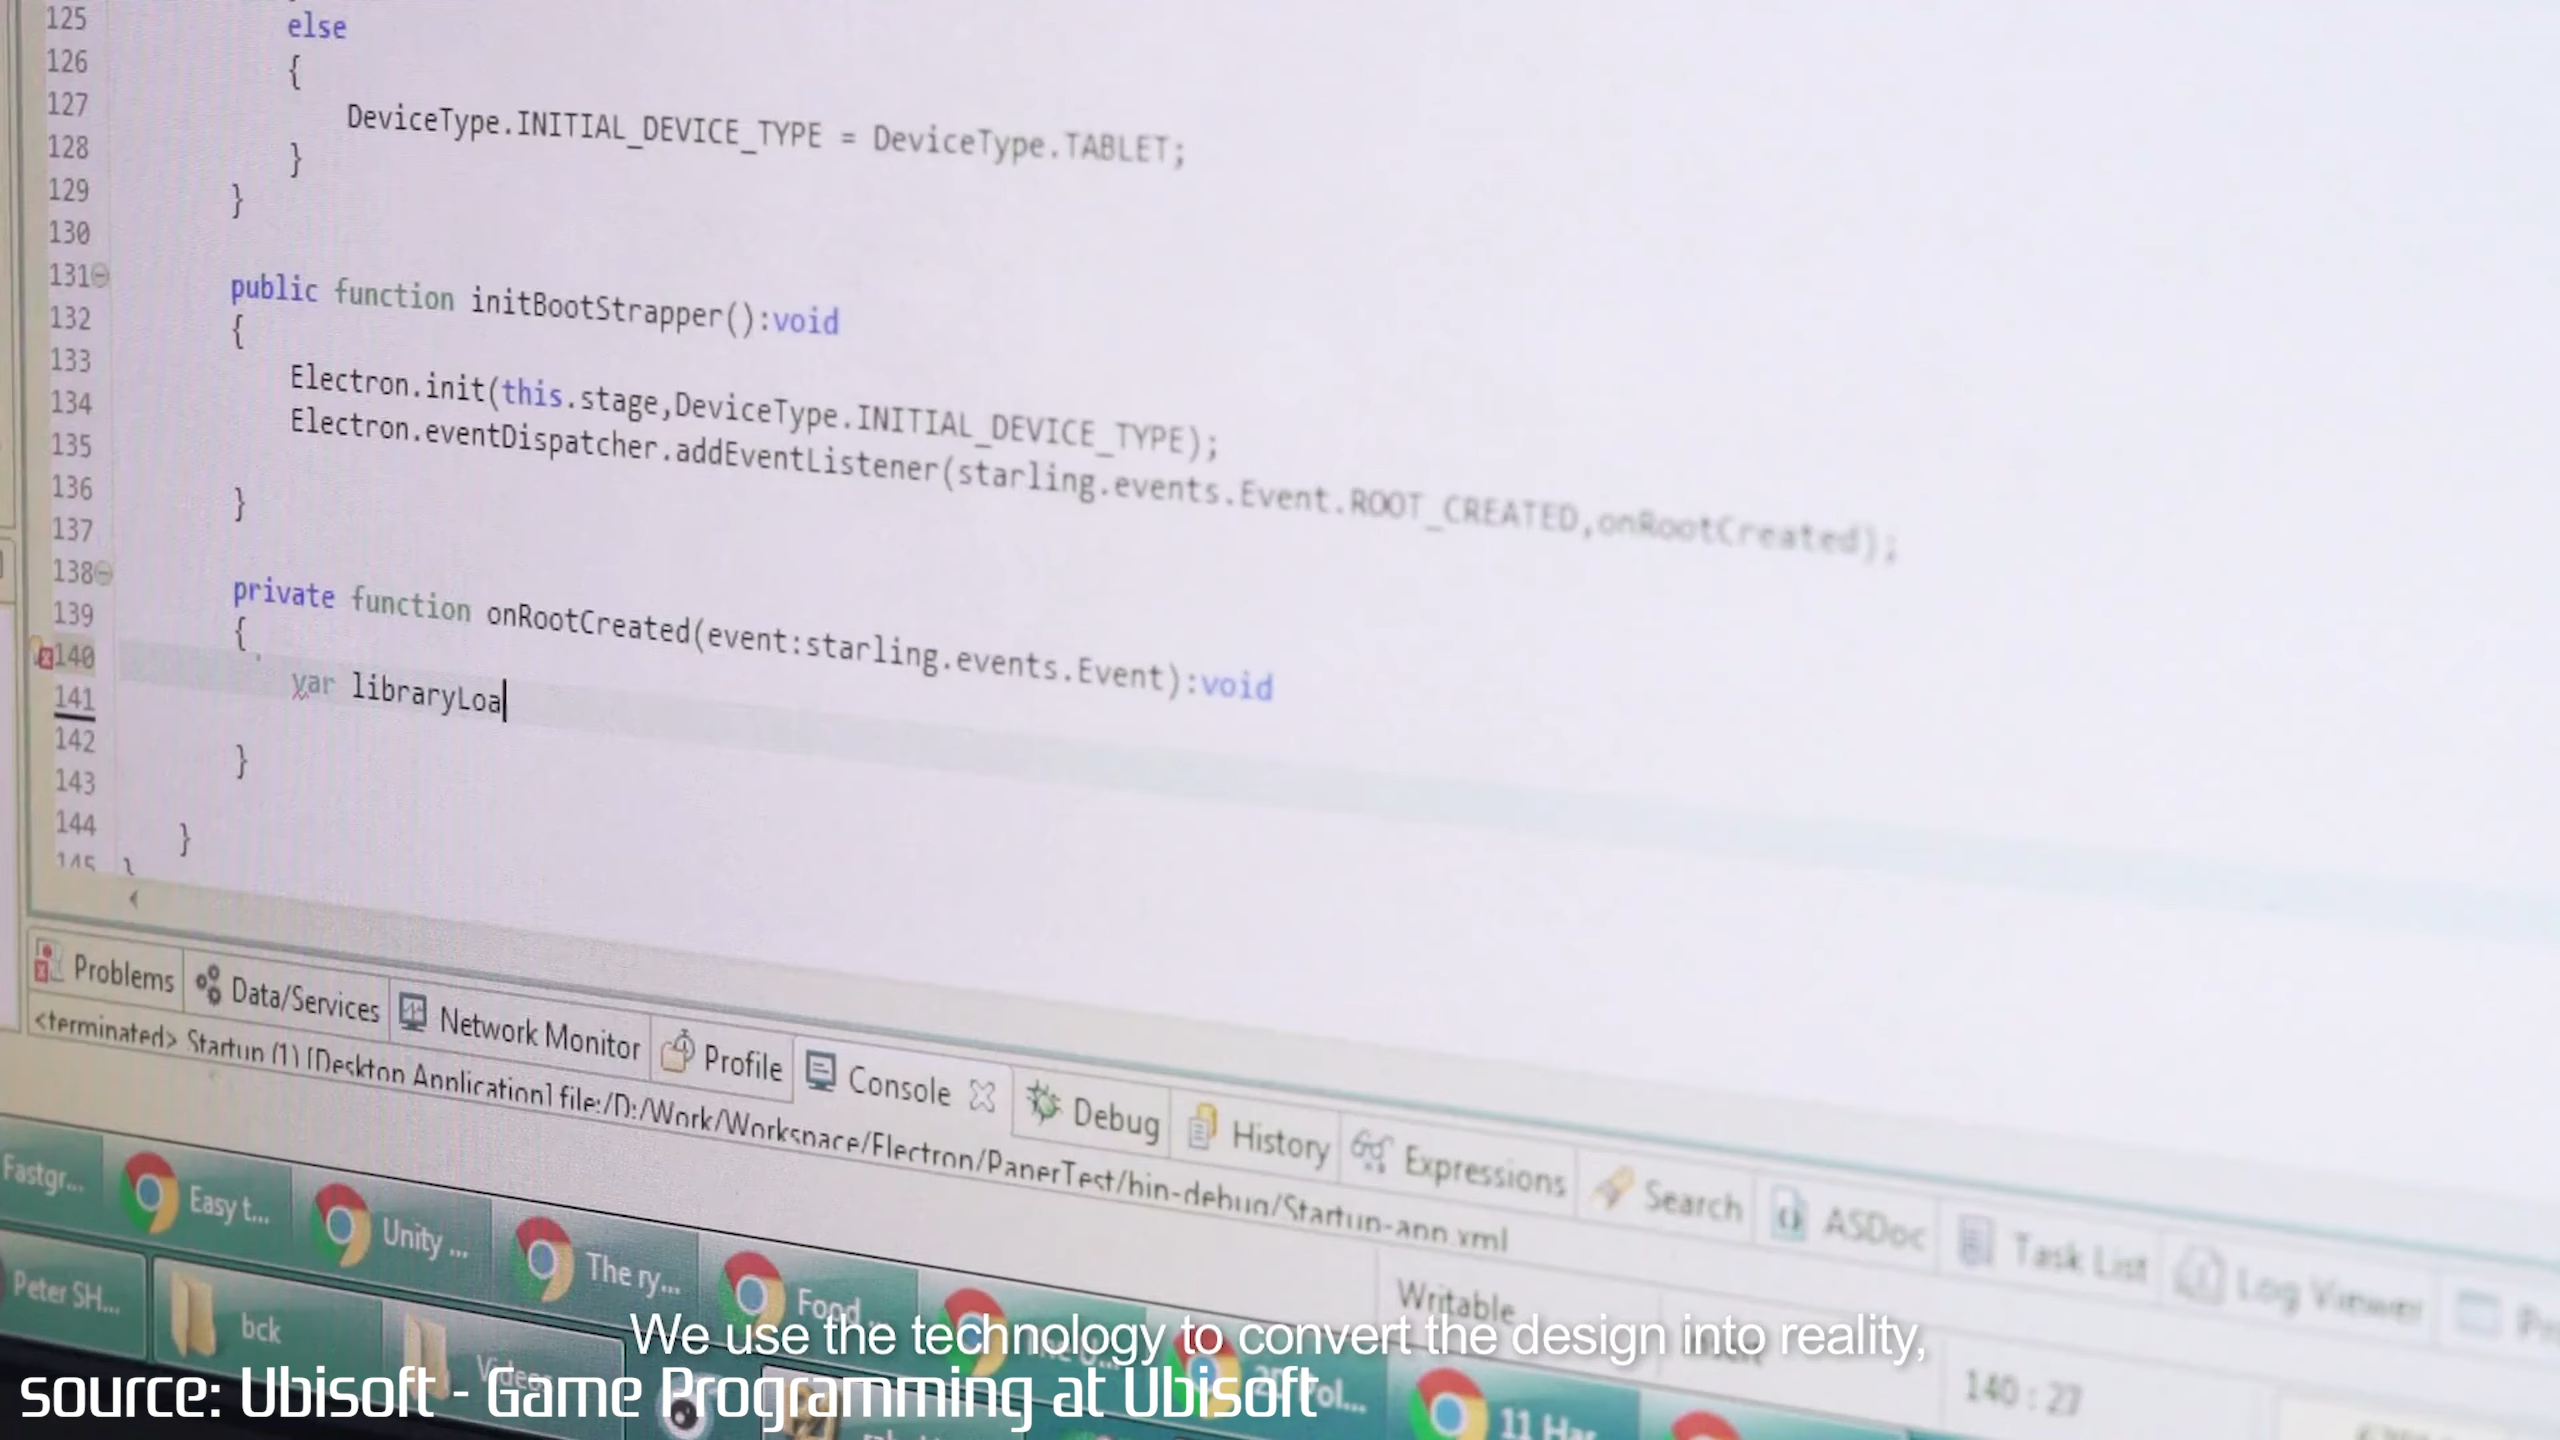 125
else
126
{
127
DeviceType.INITIAL_DEVICE_TYPE = DeviceType.TABLET;
128
}
129
}
130
131
public function initBootStrapper():void
132
{
133
Electron.init(this.stage,DeviceType.INITIAL_DEVICE_TYPE);
134
Electron.eventDispatcher.addEventListener(starling.events.Event.ROOT_CREATED,onRootCreated);
135
136
}
137
138
private function onRootCreated(event:starling.events.Event):void
139
{
140
var libraryLoa
141
142
}
143
144
}
145
}
Problems Data/Services Network Monitor Profile Console Debug History Expressions Search ASDoc Task List Log Viewer
<terminated> Startup (1) [Desktop Application] file:/D:/Work/Workspace/Electron/PaperTest/bin-debug/Startup-app.xml
Writable
140 : 27
Fastgr... Easy t... Unity ... The ry... Food ...
Peter SH... bck Videos
11 Har
We use the technology to convert the design into reality,
source: Ubisoft - Game Programming at Ubisoft